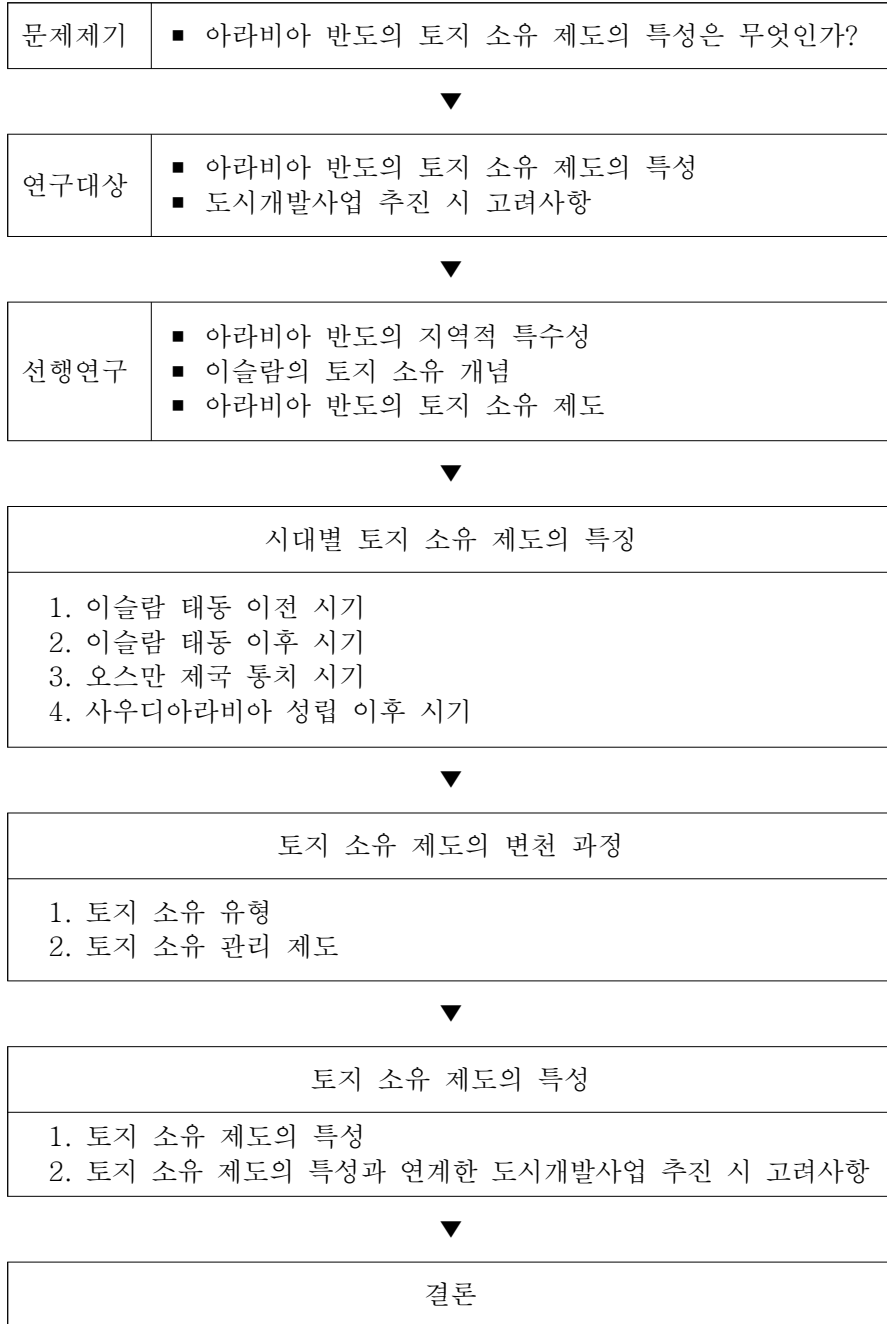 문제제기
■ 아라비아 반도의 토지 소유 제도의 특성은 무엇인가?
▼
연구대상
■ 아라비아 반도의 토지 소유 제도의 특성
■ 도시개발사업 추진 시 고려사항
▼
선행연구
■ 아라비아 반도의 지역적 특수성
■ 이슬람의 토지 소유 개념
■ 아라비아 반도의 토지 소유 제도
▼
시대별 토지 소유 제도의 특징
1. 이슬람 태동 이전 시기
2. 이슬람 태동 이후 시기
3. 오스만 제국 통치 시기
4. 사우디아라비아 성립 이후 시기
▼
토지 소유 제도의 변천 과정
1. 토지 소유 유형
2. 토지 소유 관리 제도
▼
토지 소유 제도의 특성
1. 토지 소유 제도의 특성
2. 토지 소유 제도의 특성과 연계한 도시개발사업 추진 시 고려사항
▼
결론